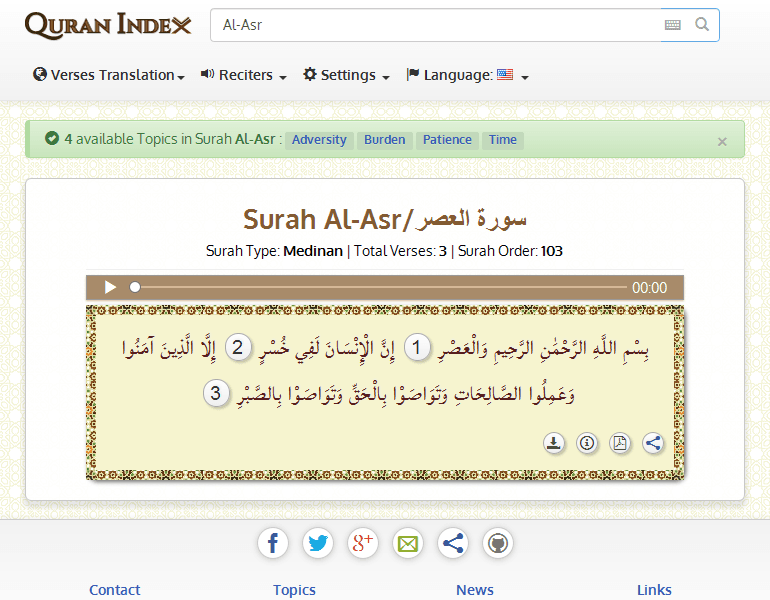 QURAN INDEX
Al-Asr
Verses Translation
Reciters
Settings
Language:
4 available Topics in Surah Al-Asr : Adversity Burden Patience Time ×
Surah Al-Asr/سورة العصر
Surah Type: Medinan | Total Verses: 3 | Surah Order: 103
00:00
بِسْمِ اللَّهِ الرَّحْمَٰنِ الرَّحِيمِ وَالْعَصْرِ 1 إِنَّ الْإِنْسَانَ لَفِي خُسْرٍ 2 إِلَّا الَّذِينَ آمَنُوا
وَعَمِلُوا الصَّالِحَاتِ وَتَوَاصَوْا بِالْحَقِّ وَتَوَاصَوْا بِالصَّبْرِ 3
f g+
Contact Topics News Links